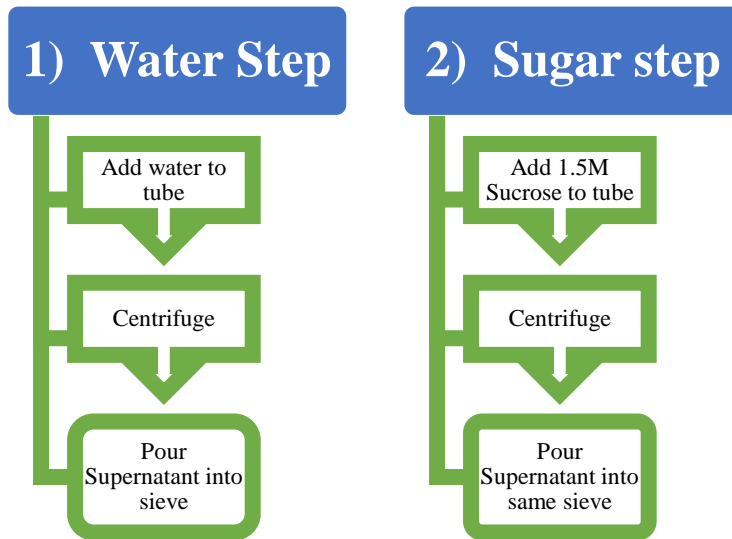 1) Water Step
Add water to
tube
Centrifuge
Pour
Supernatant into
sieve
2) Sugar step
Add 1.5M
Sucrose to tube
Centrifuge
Pour
Supernatant into
same sieve